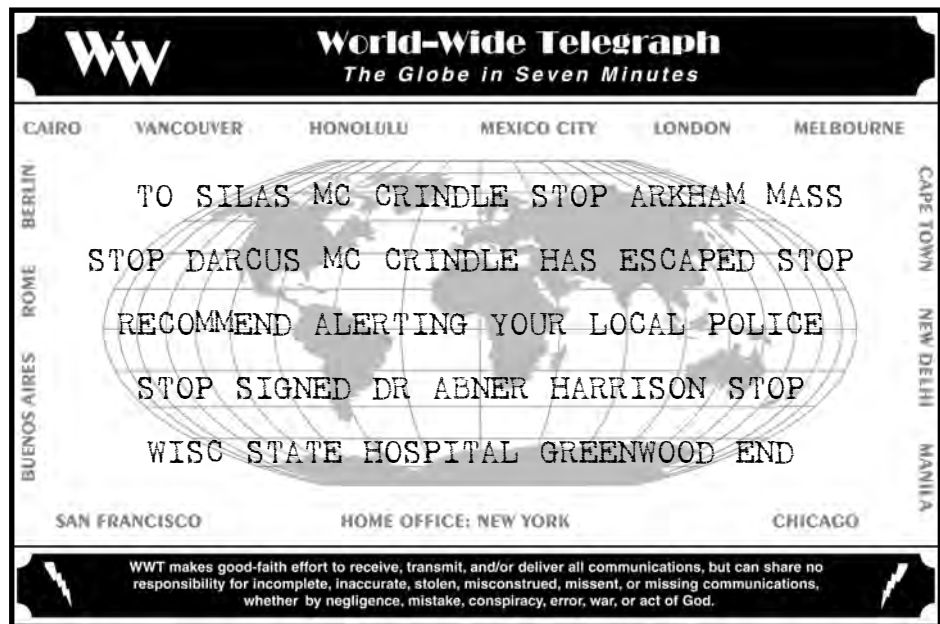 WW
World-Wide Telegraph
The Globe in Seven Minutes
CAIRO VANCOUVER HONOLULU MEXICO CITY LONDON MELBOURNE
BERLIN
ROME
BUENOS AIRES
CAPE TOWN
NEW DELHI
MANILA
TO SILAS MC CRINDLE STOP ARKHAM MASS
STOP DARCUS MC CRINDLE HAS ESCAPED STOP
RECOMMEND ALERTING YOUR LOCAL POLICE
STOP SIGNED DR ABNER HARRISON STOP
WISC STATE HOSPITAL GREENWOOD END
SAN FRANCISCO HOME OFFICE: NEW YORK CHICAGO
WWT makes good-faith effort to receive, transmit, and/or deliver all communications, but can share no
responsibility for incomplete, inaccurate, stolen, misconstrued, missent, or missing communications,
whether by negligence, mistake, conspiracy, error, war, or act of God.